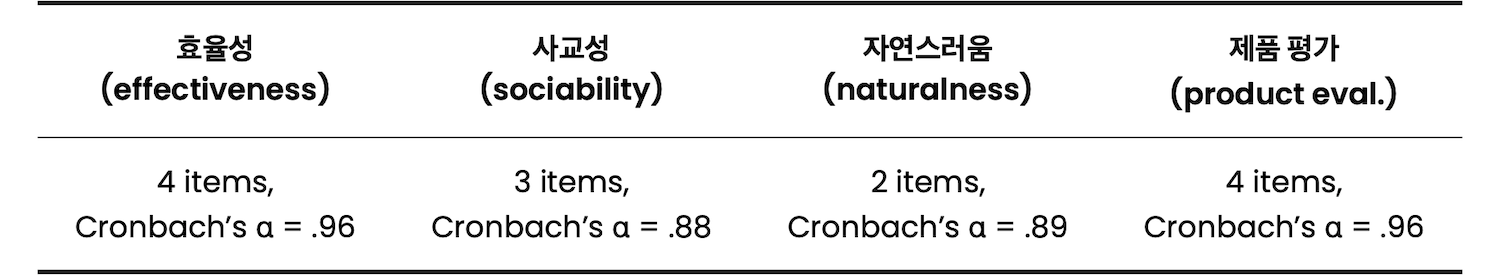 효율성
(effectiveness)
사교성
(sociability)
자연스러움
(naturalness)
제품 평가
(product eval.)
4 items,
Cronbach’s α = .96
3 items,
Cronbach’s α = .88
2 items,
Cronbach’s α = .89
4 items,
Cronbach’s α = .96